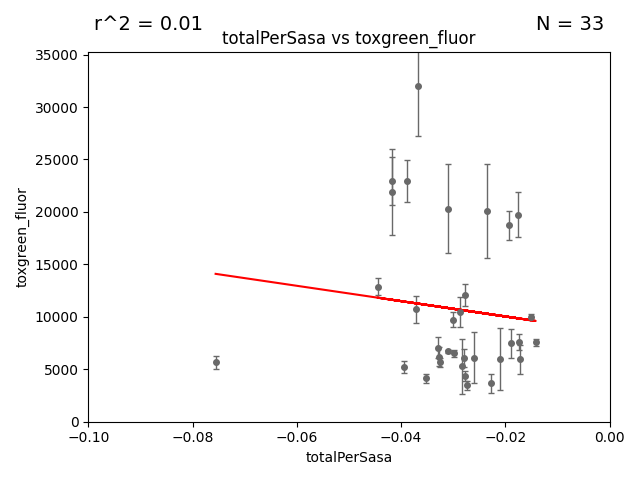 r^2 = 0.01
N = 33
totalPerSasa vs toxgreen_fluor
35000
30000
25000
20000
15000
10000
5000
0
toxgreen_fluor
−0.10
−0.08
−0.06
−0.04
−0.02
0.00
totalPerSasa